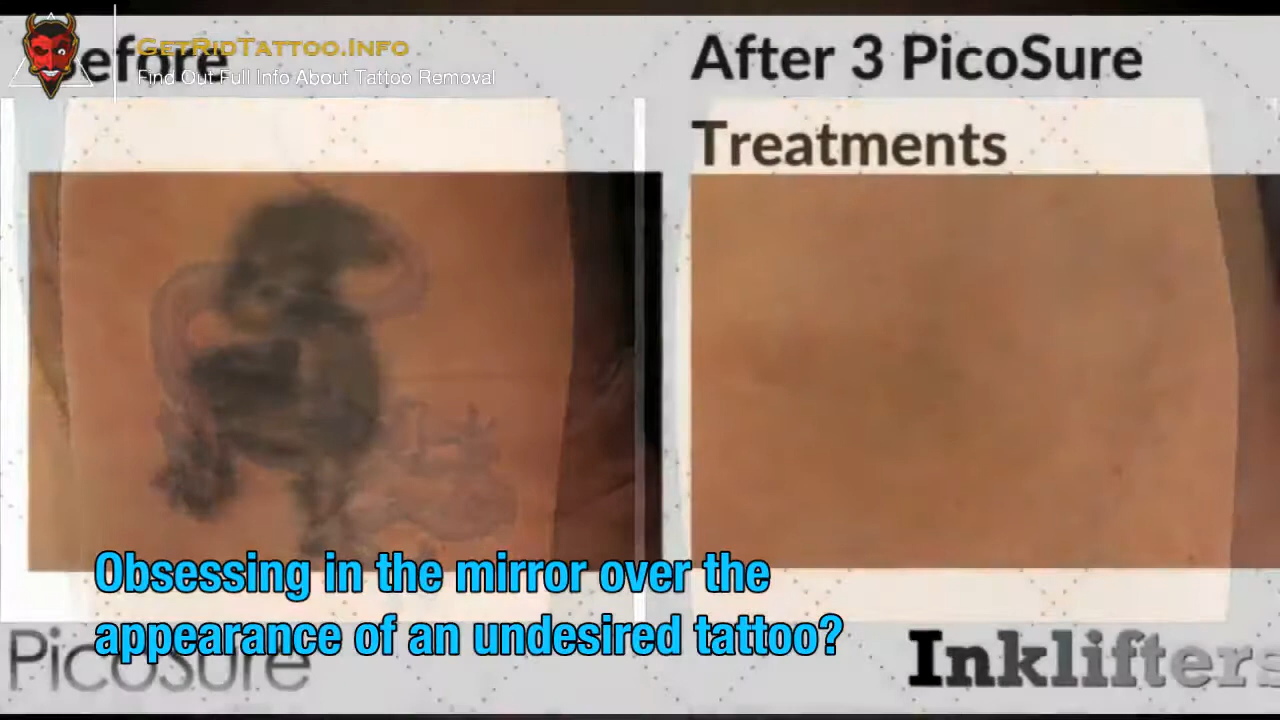 GetRidTattoo.Info
Find Out Full Info About Tattoo Removal
Before
After 3 PicoSure
Treatments
Obsessing in the mirror over the
appearance of an undesired tattoo?
PicoSure
Inklifters